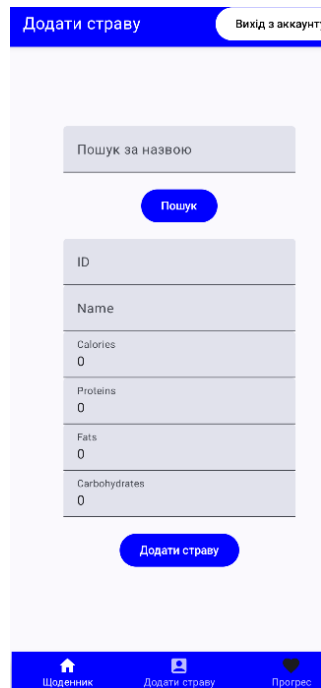 Додати страву
Вихід з аккаунту
Пошук за назвою
Пошук
ID
Name
Calories
0
Proteins
0
Fats
0
Carbohydrates
0
Додати страву
Щоденник
Додати страву
Прогрес